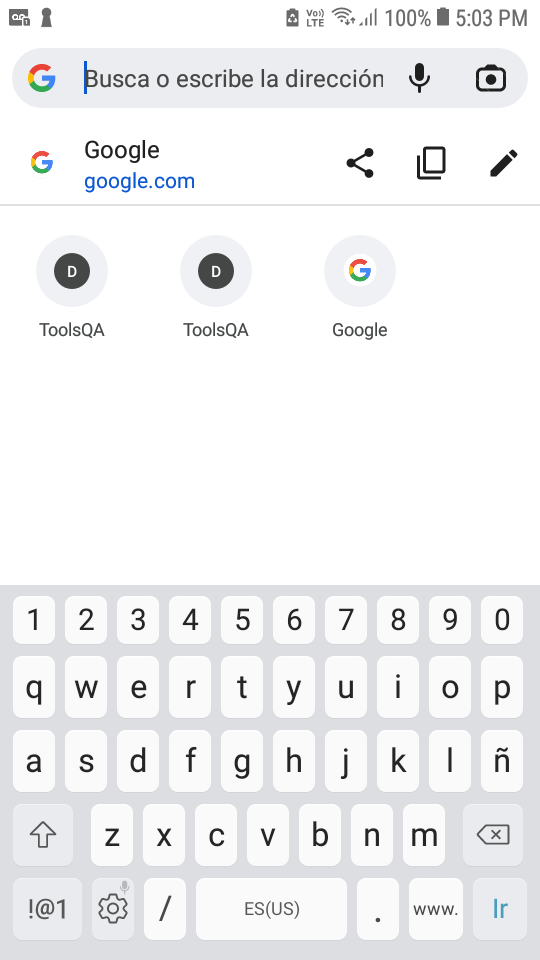 Vo)) LTE 100% 5:03 PM
Busca o escribe la dirección
Google
google.com
D D
ToolsQA ToolsQA Google
1 2 3 4 5 6 7 8 9 0
q w e r t y u i o p
a s d f g h j k l ñ
z x c v b n m
!@1 / ES(US) . www. Ir